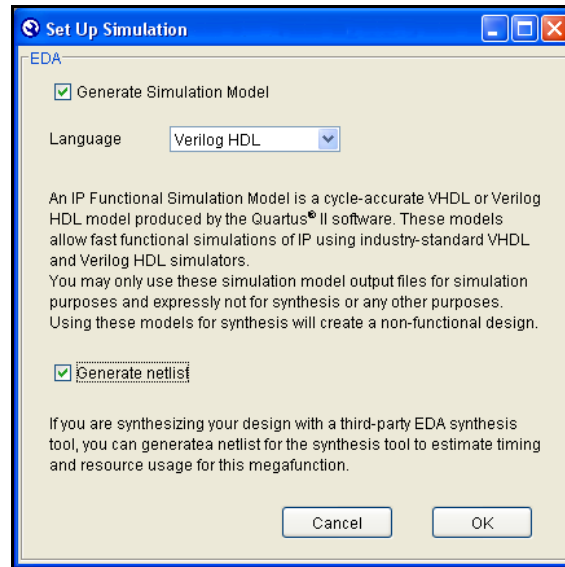 Set Up Simulation
EDA
Generate Simulation Model
Language Verilog HDL
An IP Functional Simulation Model is a cycle-accurate VHDL or Verilog
HDL model produced by the Quartus® II software. These models
allow fast functional simulations of IP using industry-standard VHDL
and Verilog HDL simulators.
You may only use these simulation model output files for simulation
purposes and expressly not for synthesis or any other purposes.
Using these models for synthesis will create a non-functional design.
Generate netlist
If you are synthesizing your design with a third-party EDA synthesis
tool, you can generatea netlist for the synthesis tool to estimate timing
and resource usage for this megafunction.
Cancel OK